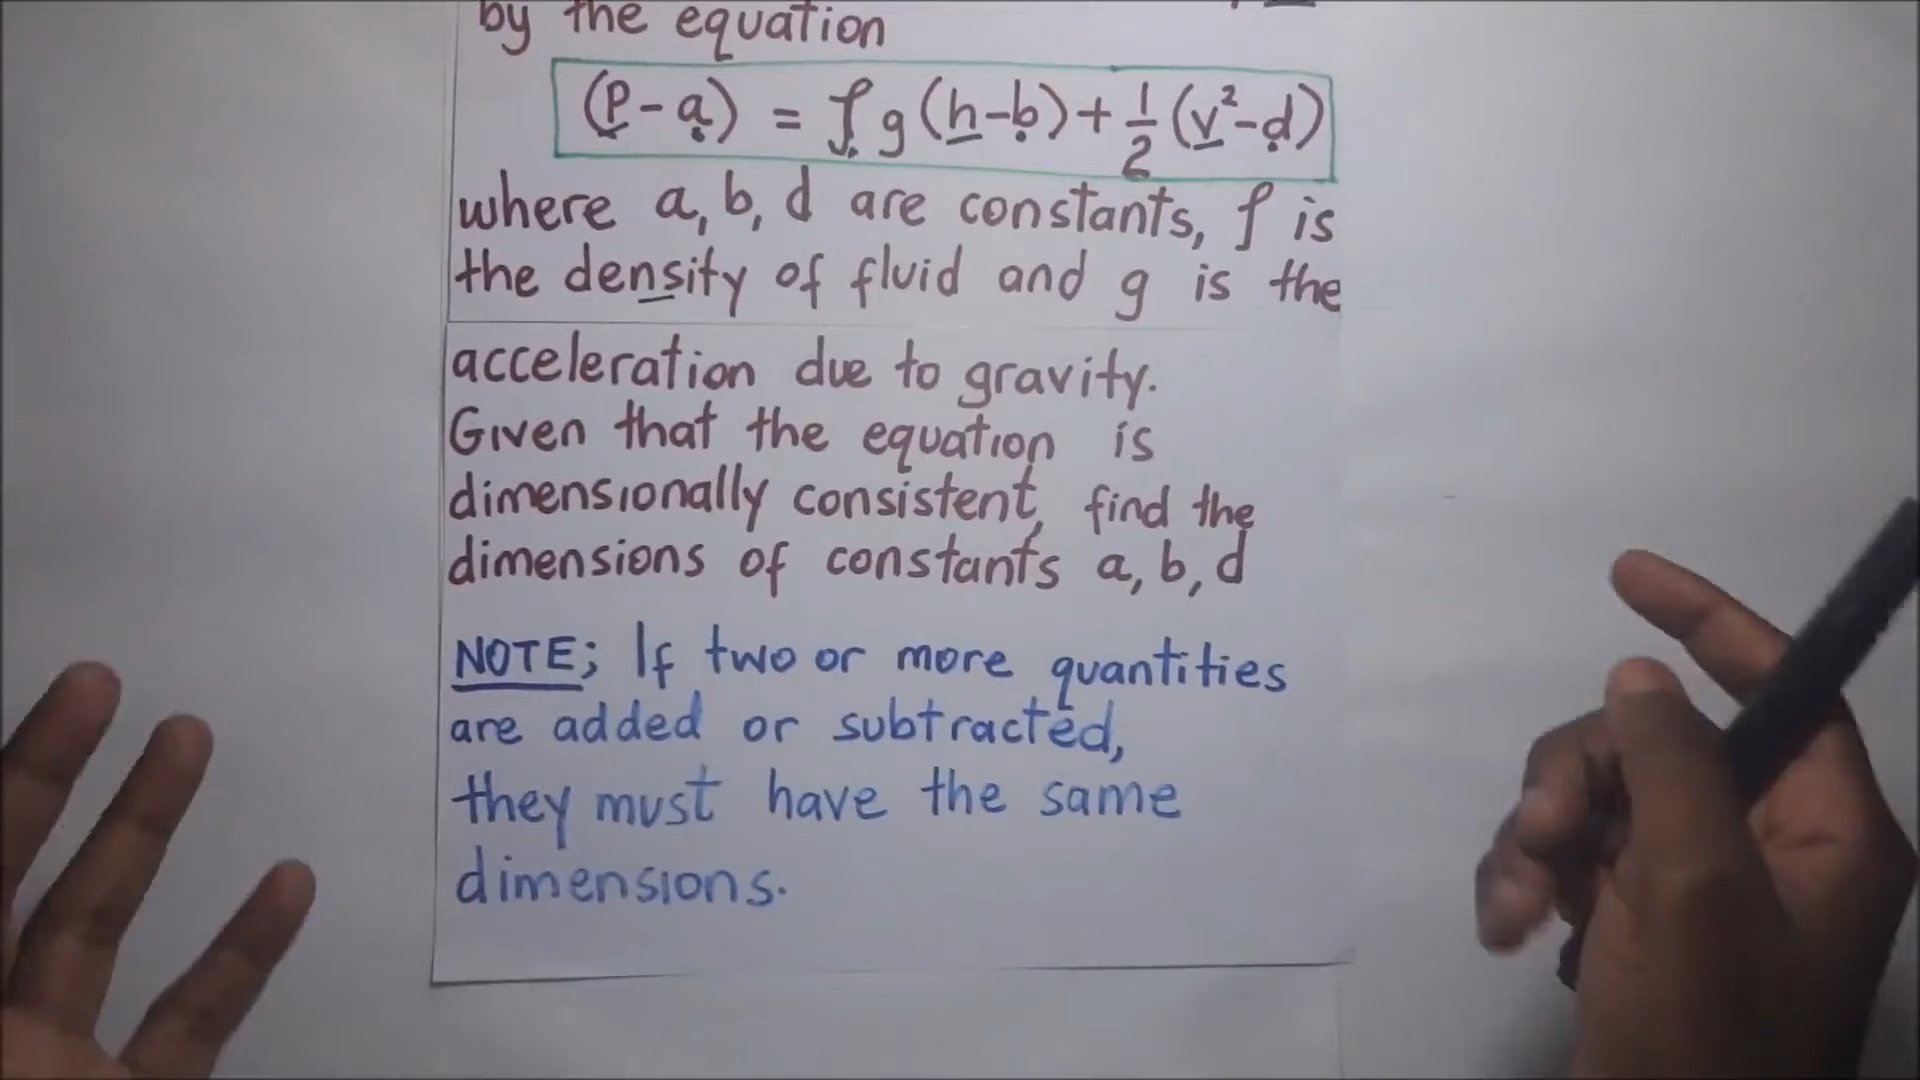 by the equation
(p-a) = ƒg(h-b)+½(v²-d)
where a, b, d are constants, ƒ is
the density of fluid and g is the
acceleration due to gravity.
Given that the equation is
dimensionally consistent, find the
dimensions of constants a, b, d
NOTE; If two or more quantities
are added or subtracted,
they must have the same
dimensions.